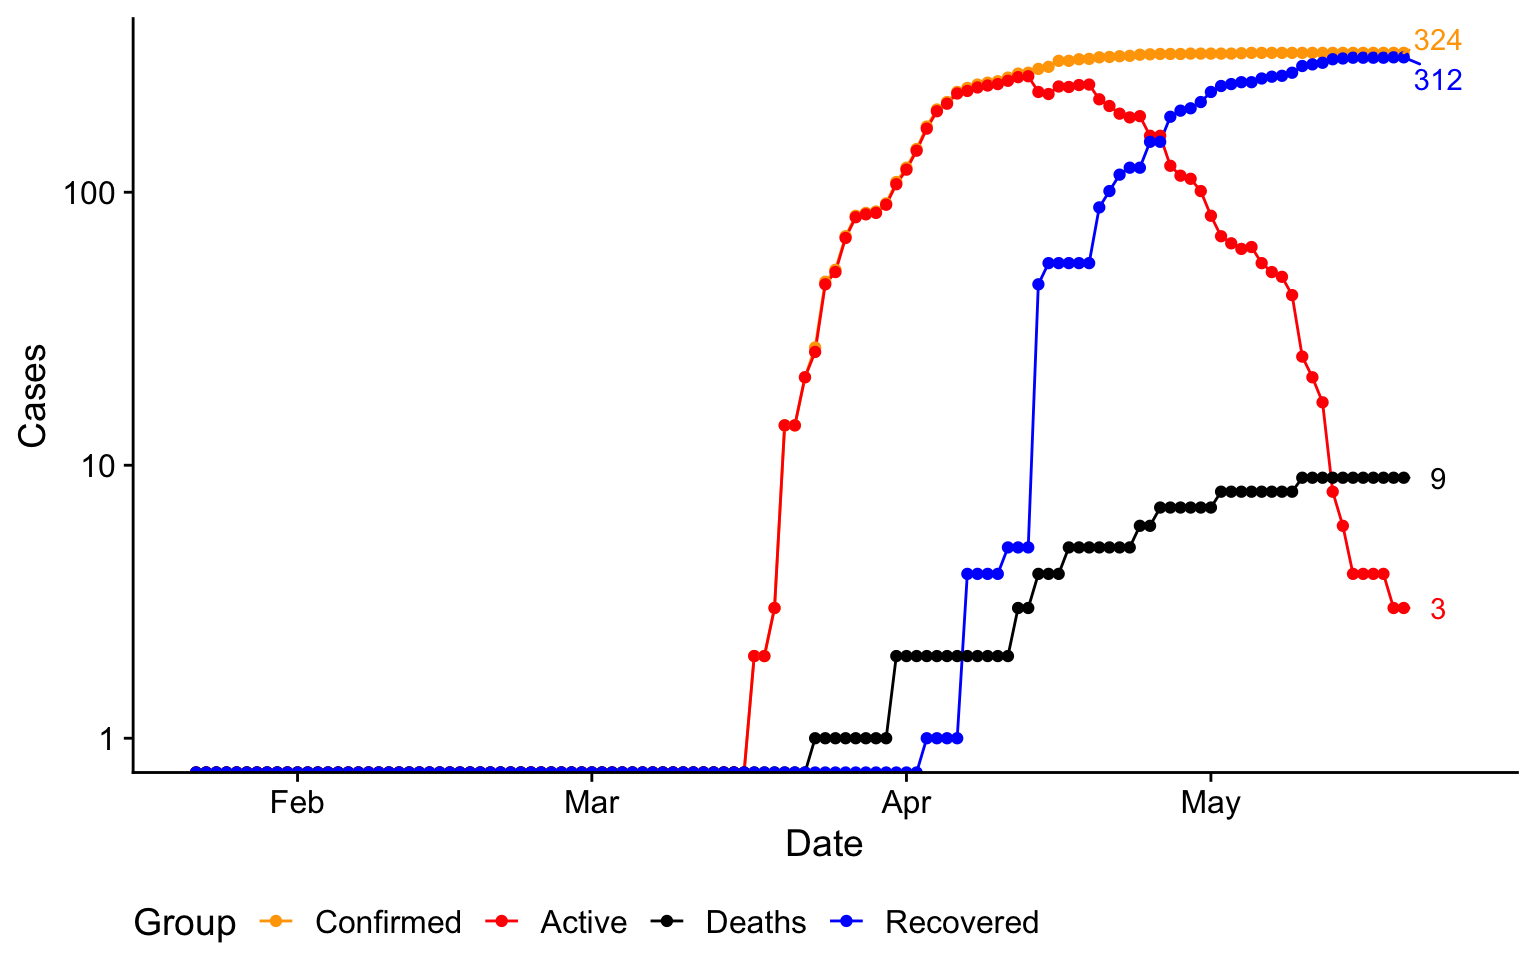 324
312
100
Cases
10
9
3
1
Feb Mar Apr May
Date
Group Confirmed Active Deaths Recovered